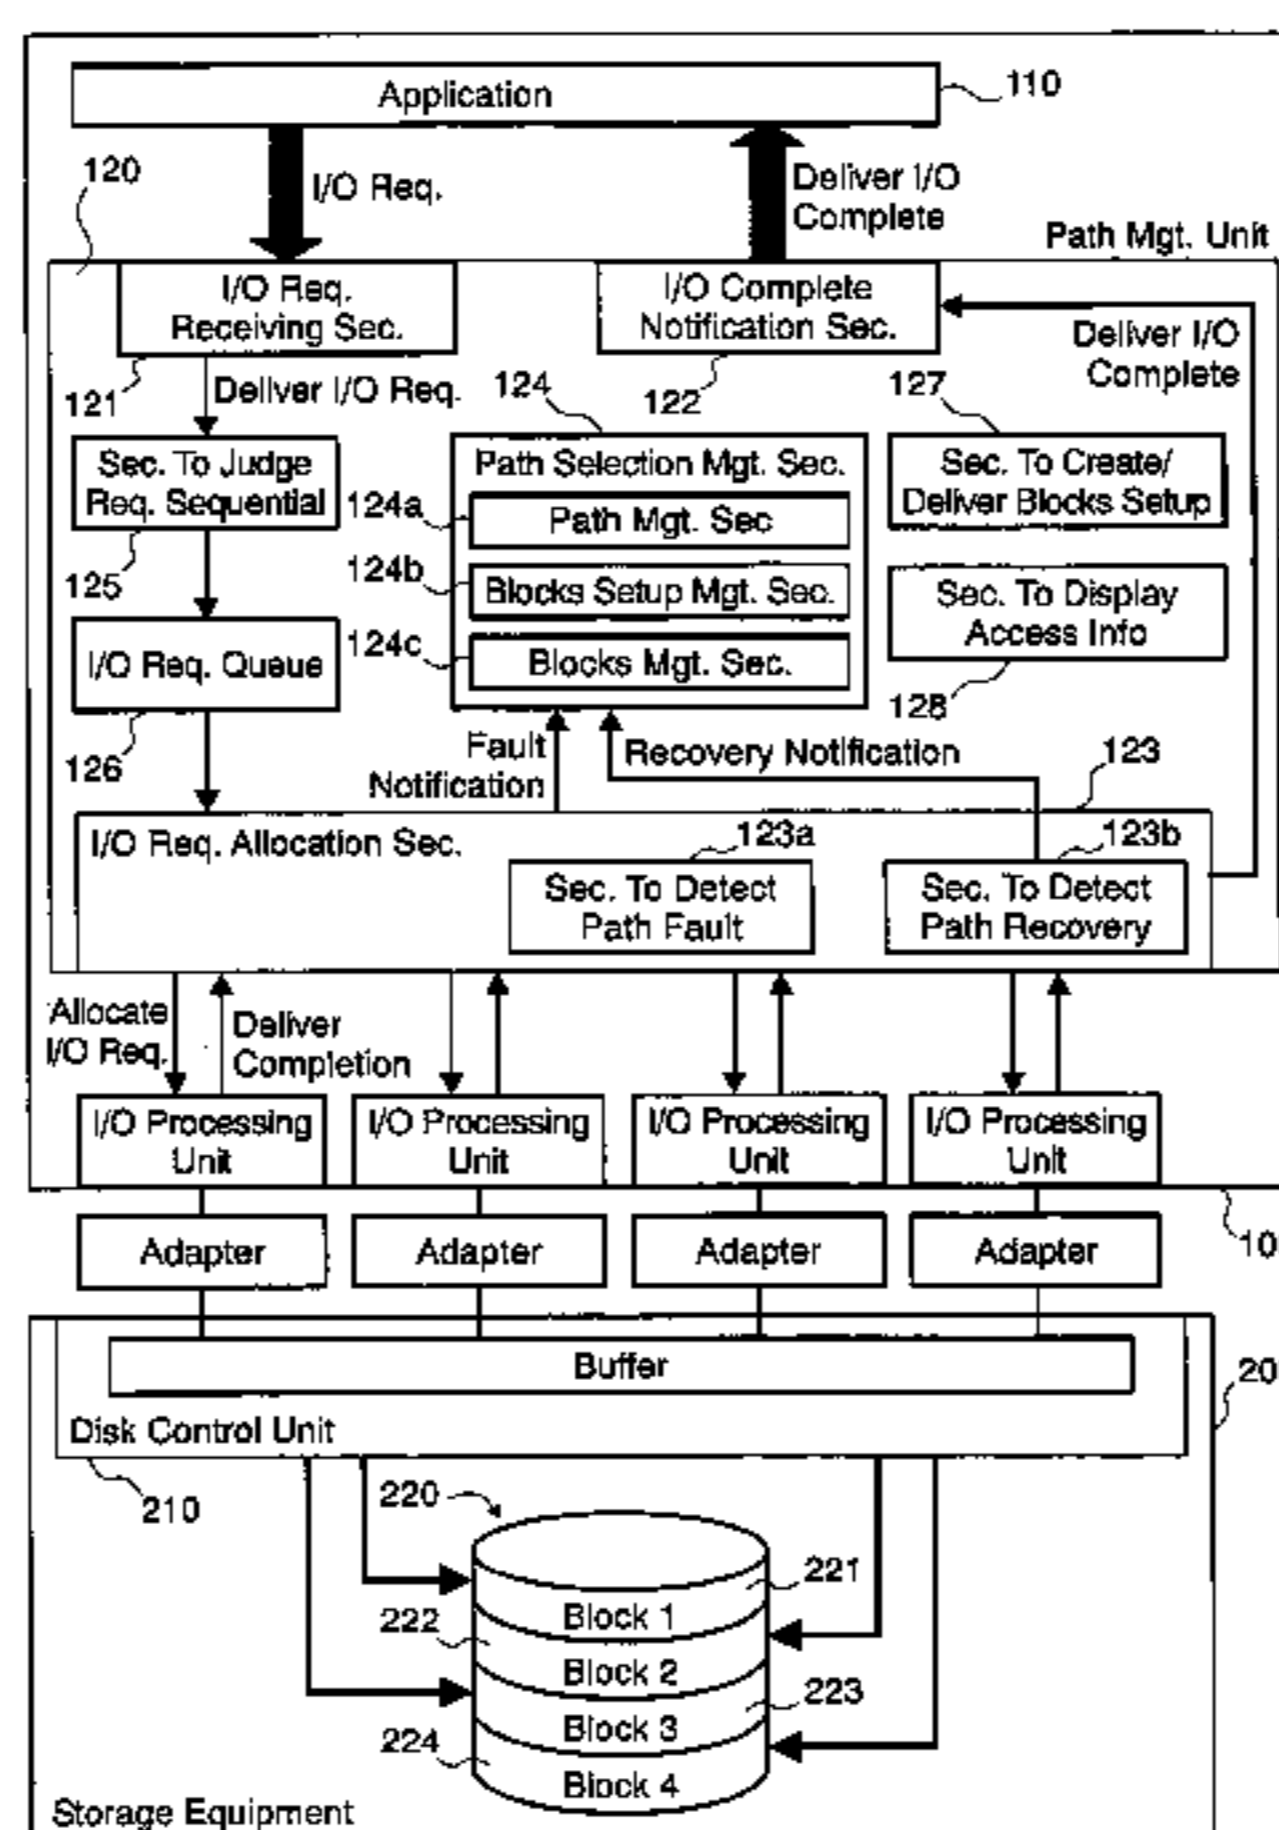 Application
110
120
I/O Req.
Deliver I/O
Complete
Path Mgt. Unit
I/O Req.
Receiving Sec.
I/O Complete
Notification Sec.
Deliver I/O
Complete
121
Deliver I/O Req.
124
122
127
Sec. To Judge
Req. Sequential
Path Selection Mgt. Sec.
Sec. To Create/
Deliver Blocks Setup
124a
Path Mgt. Sec
125
124b
Blocks Setup Mgt. Sec.
Sec. To Display
Access Info
I/O Req. Queue
124c
Blocks Mgt. Sec.
128
126
Fault
Notification
Recovery Notification
123
I/O Req. Allocation Sec.
123a
123b
Sec. To Detect
Path Fault
Sec. To Detect
Path Recovery
Allocate
I/O Req.
Deliver
Completion
I/O Processing
Unit
I/O Processing
Unit
I/O Processing
Unit
I/O Processing
Unit
Adapter
Adapter
Adapter
Adapter
10
Buffer
20
Disk Control Unit
210
220
221
Block 1
222
Block 2
223
Block 3
224
Block 4
Storage Equipment